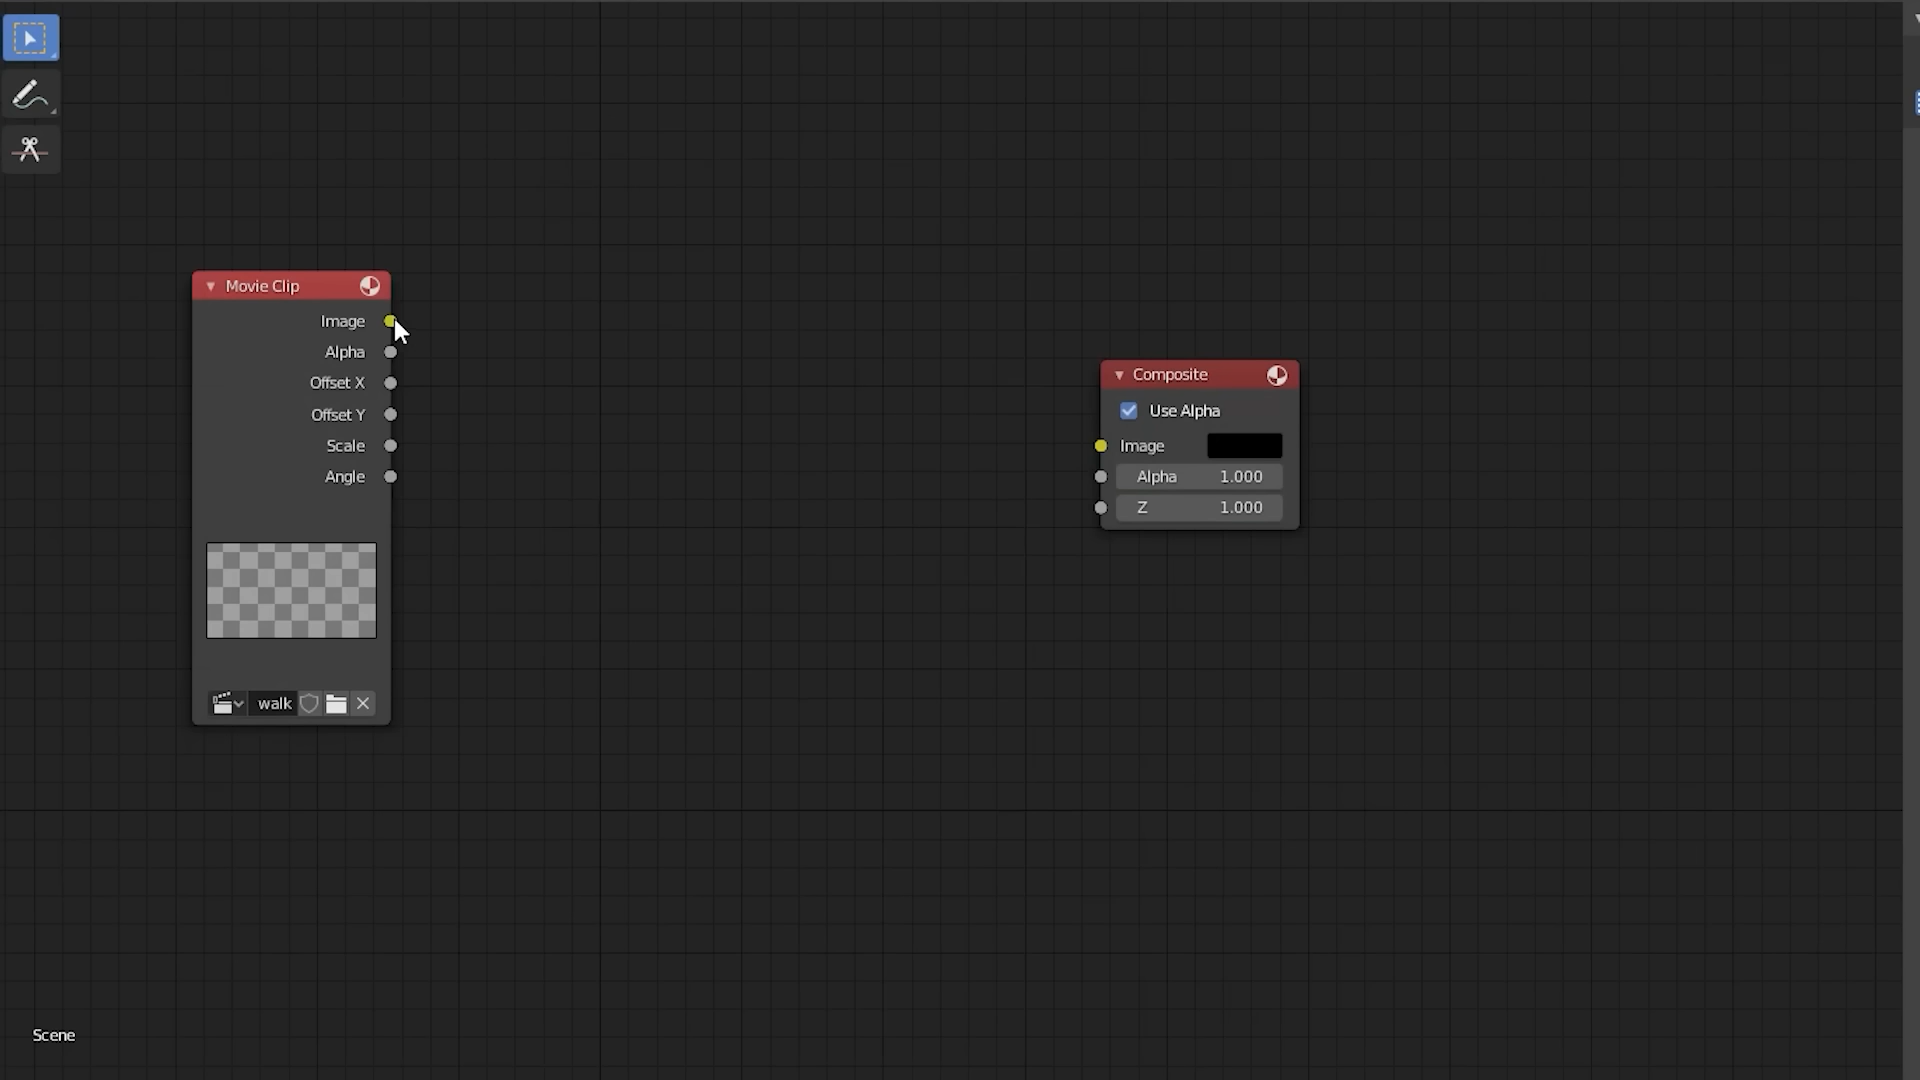 Movie Clip
Image
Alpha
Offset X
Offset Y
Scale
Angle
walk
Composite
Use Alpha
Image
Alpha 1.000
Z 1.000
Scene